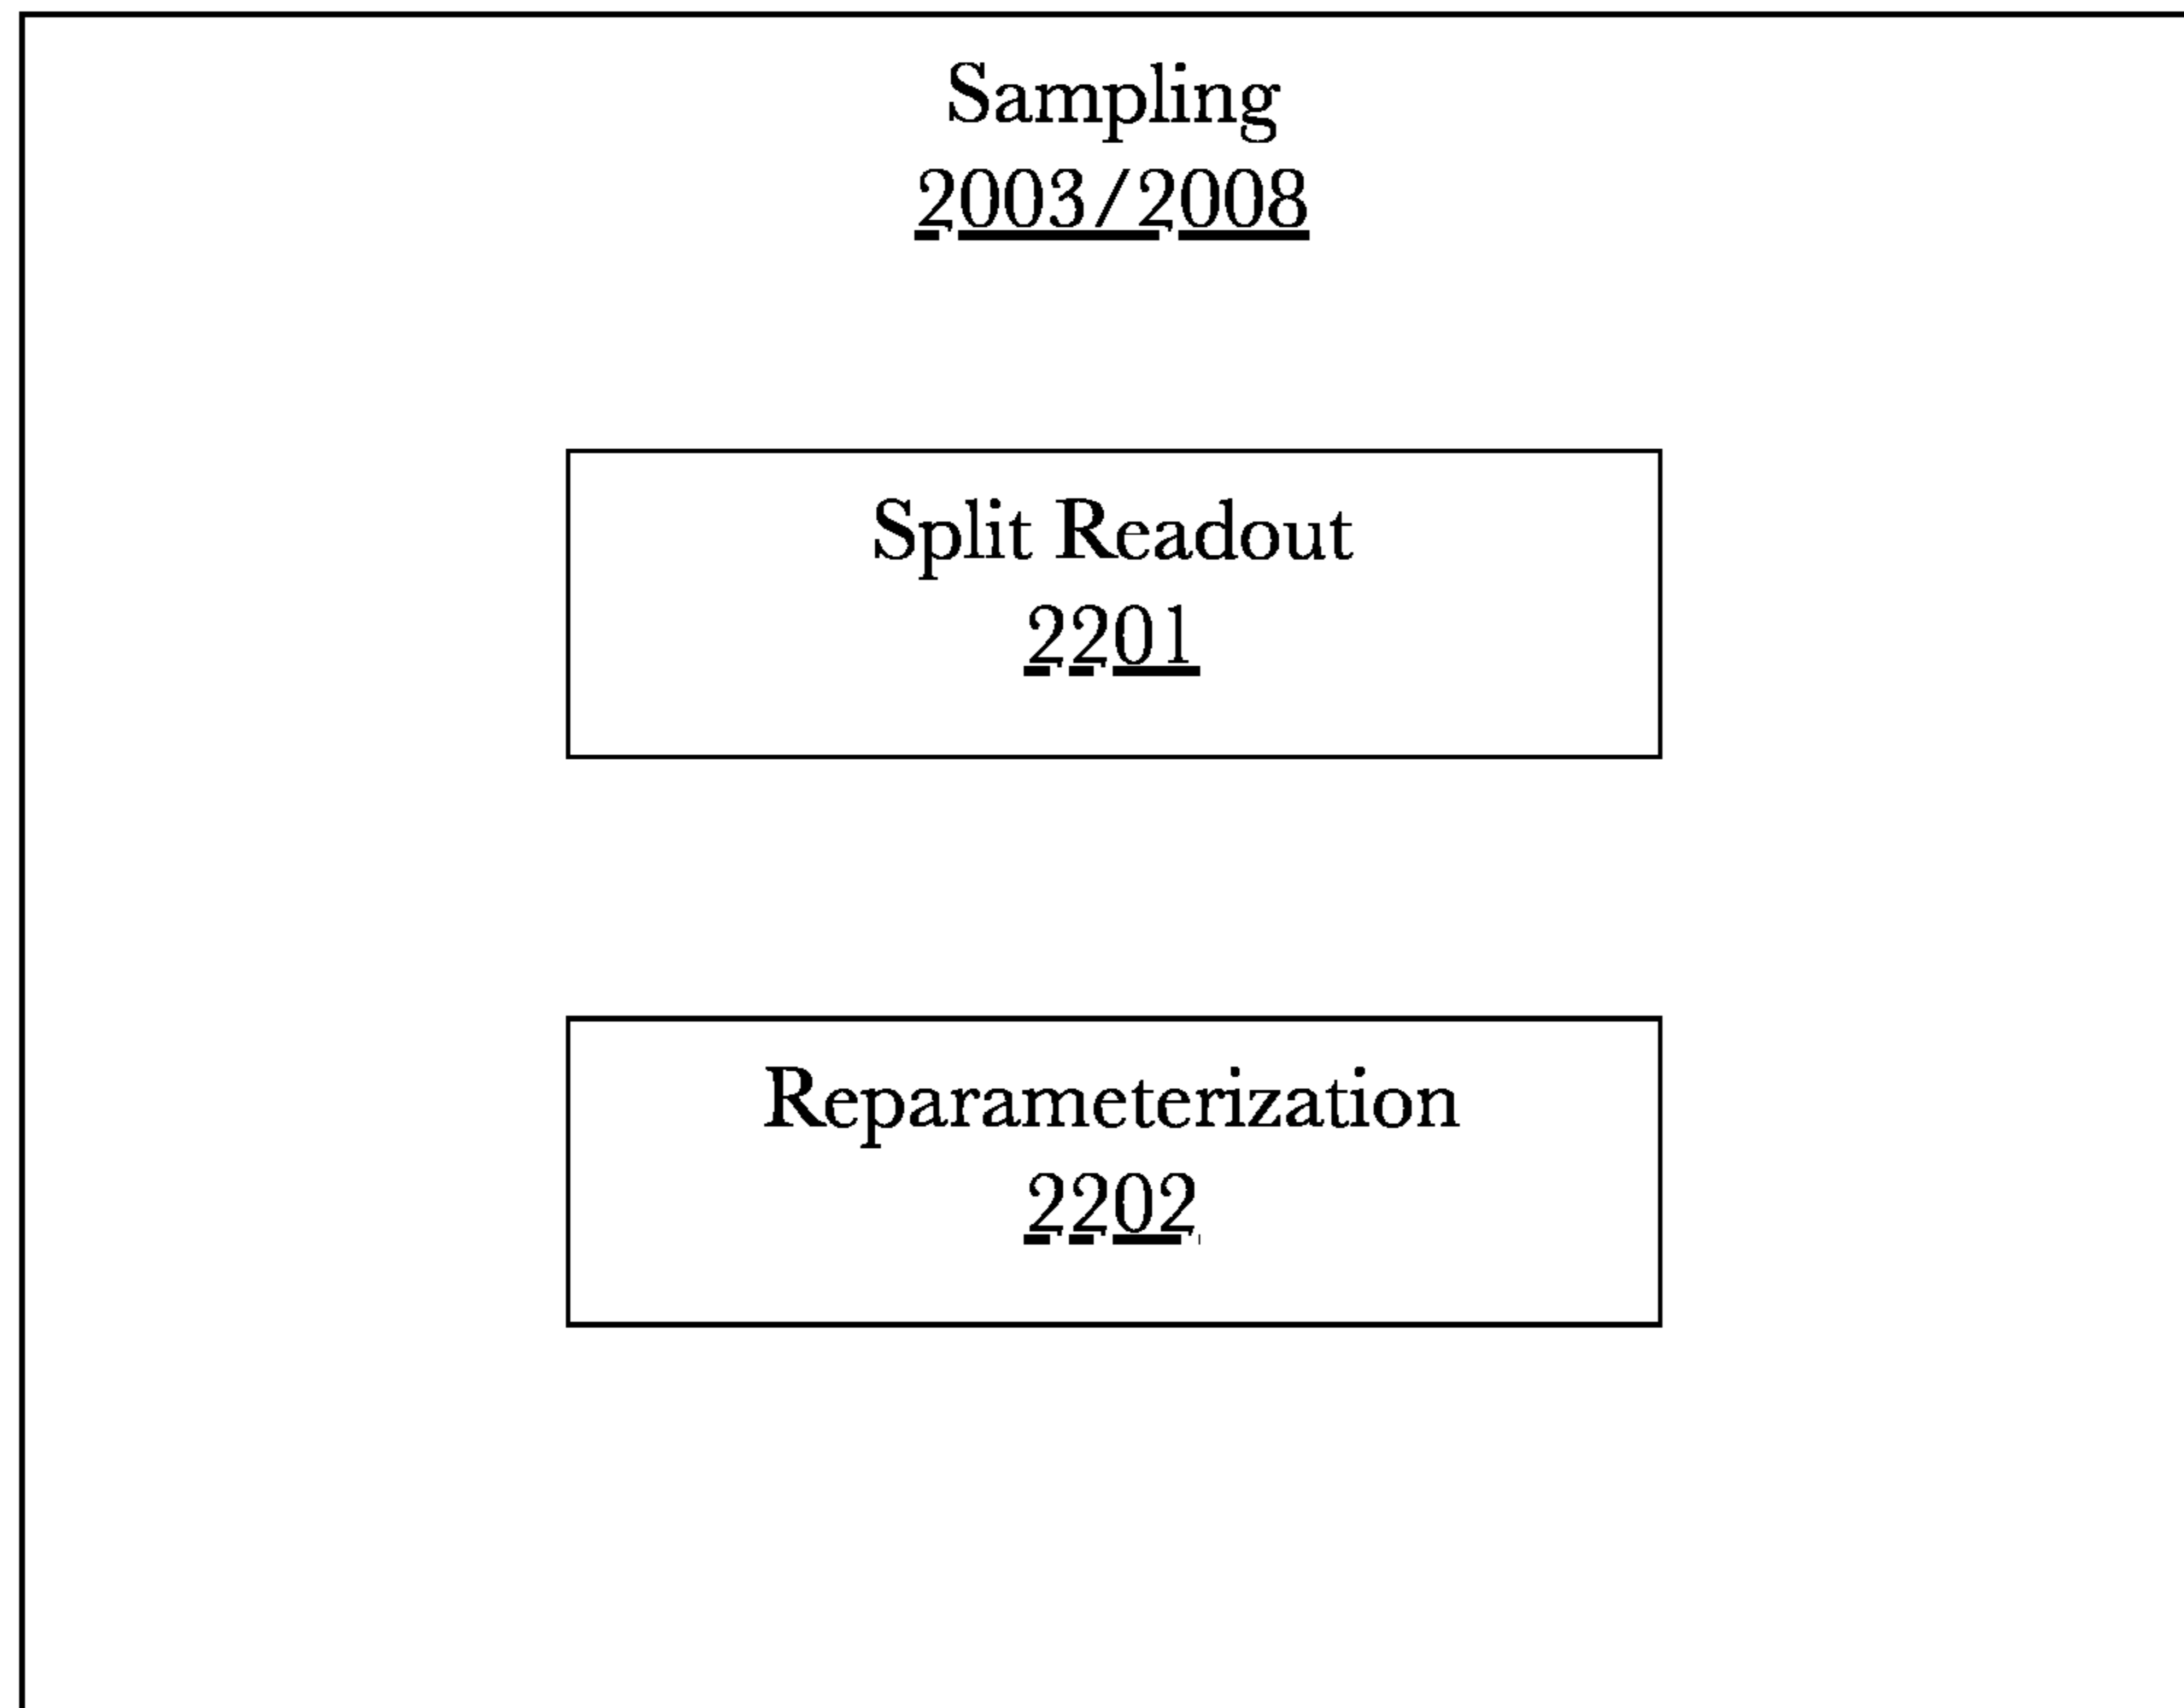 Sampling
2003/2008
Split Readout
2201
Reparameterization
2202